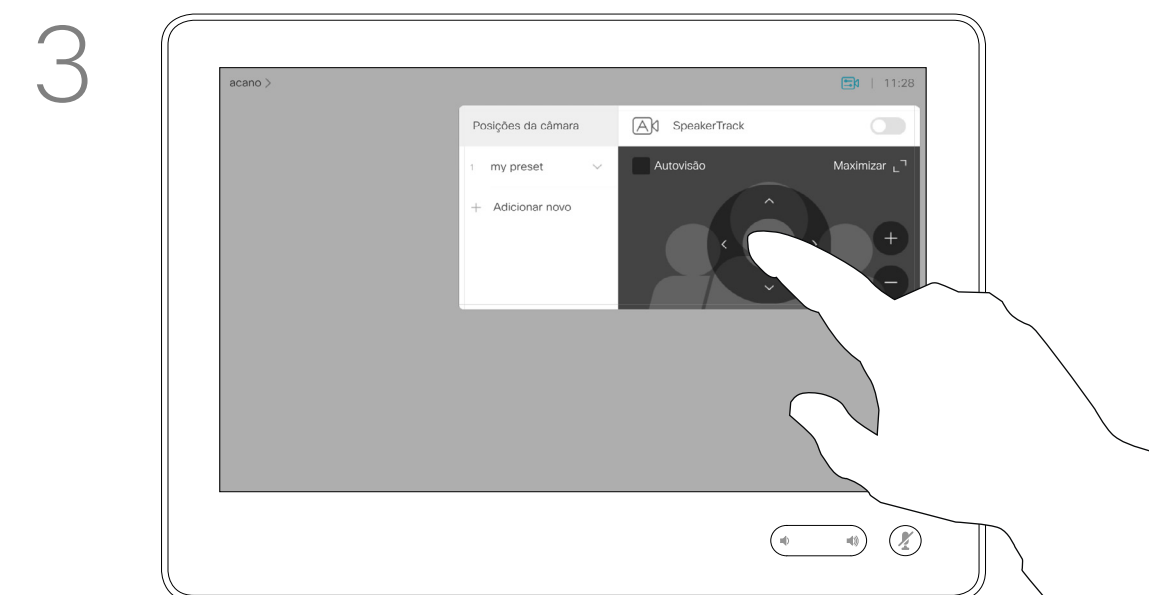 3
acano >
11:28
Posições da câmara
SpeakerTrack
1 my preset
Autovisão
Maximizar
+ Adicionar novo